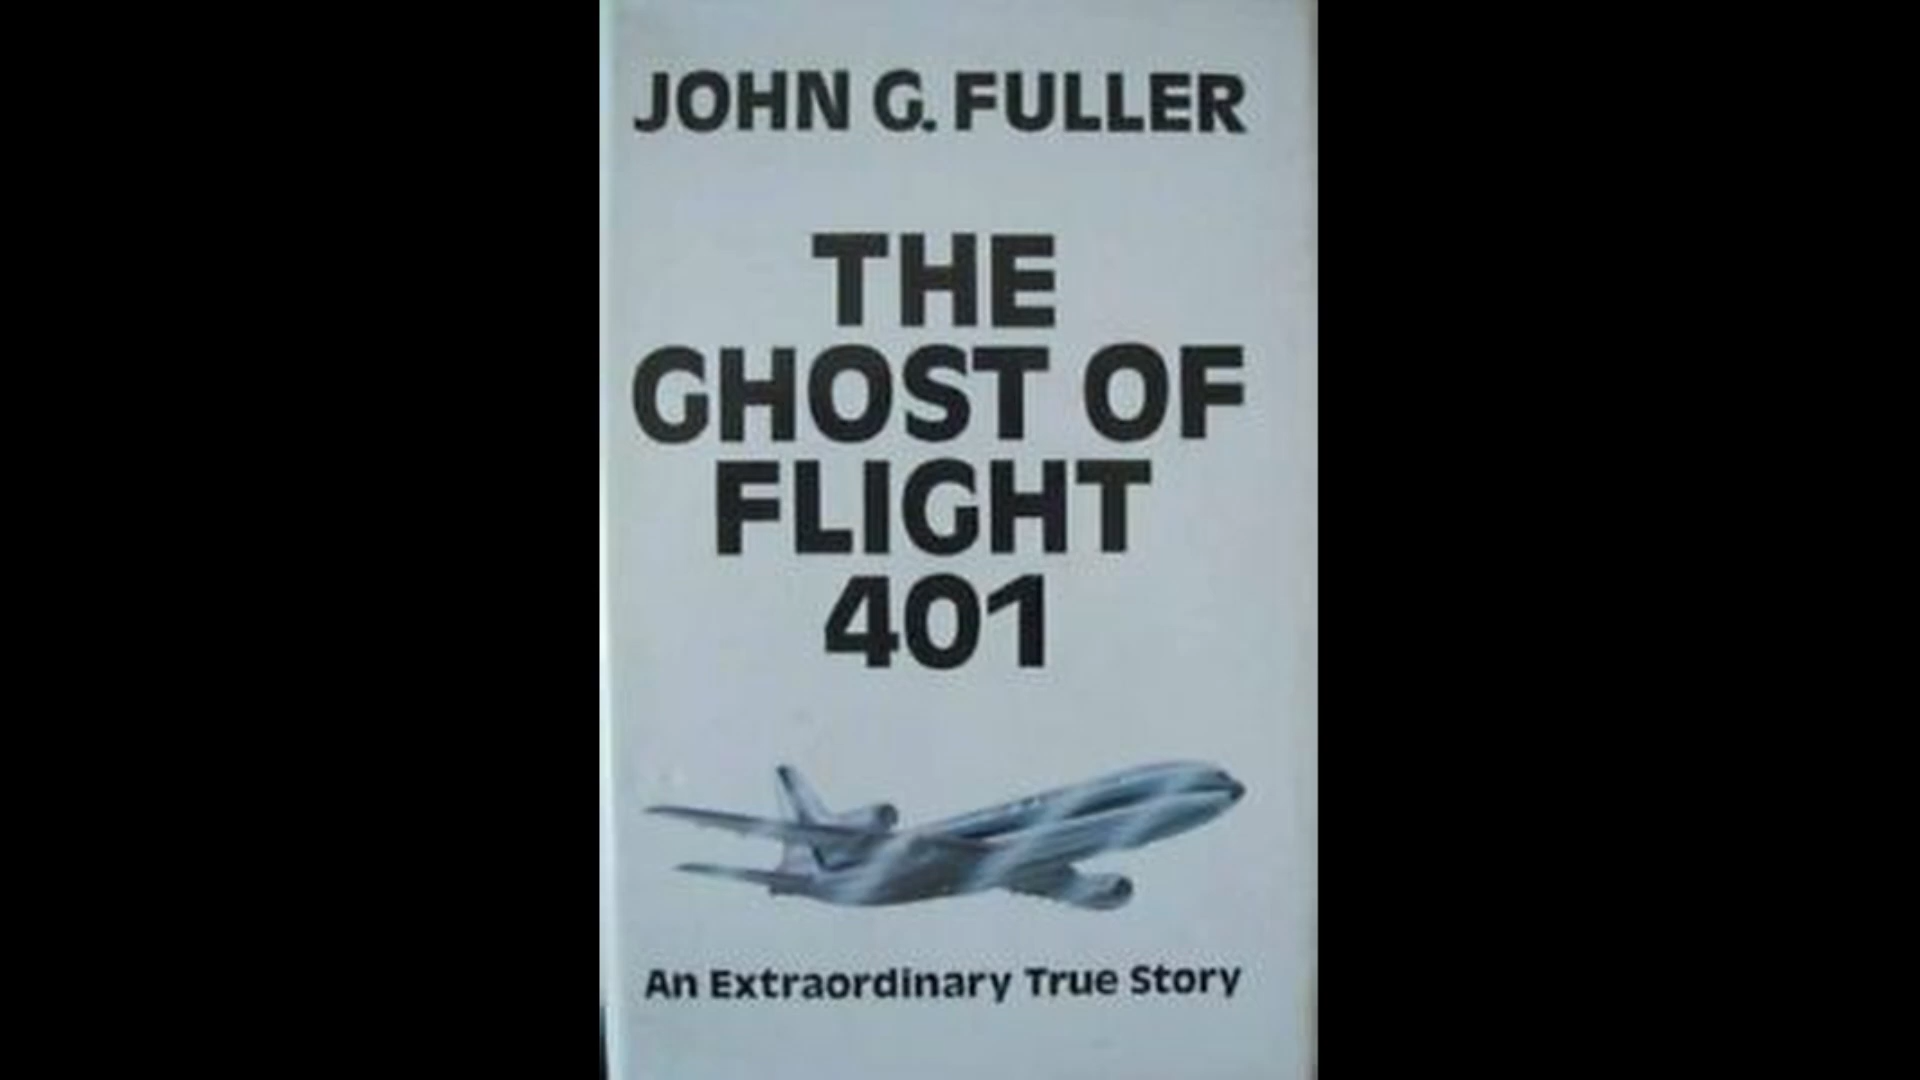 JOHN G. FULLER
THE
GHOST OF
FLIGHT
401
An Extraordinary True Story